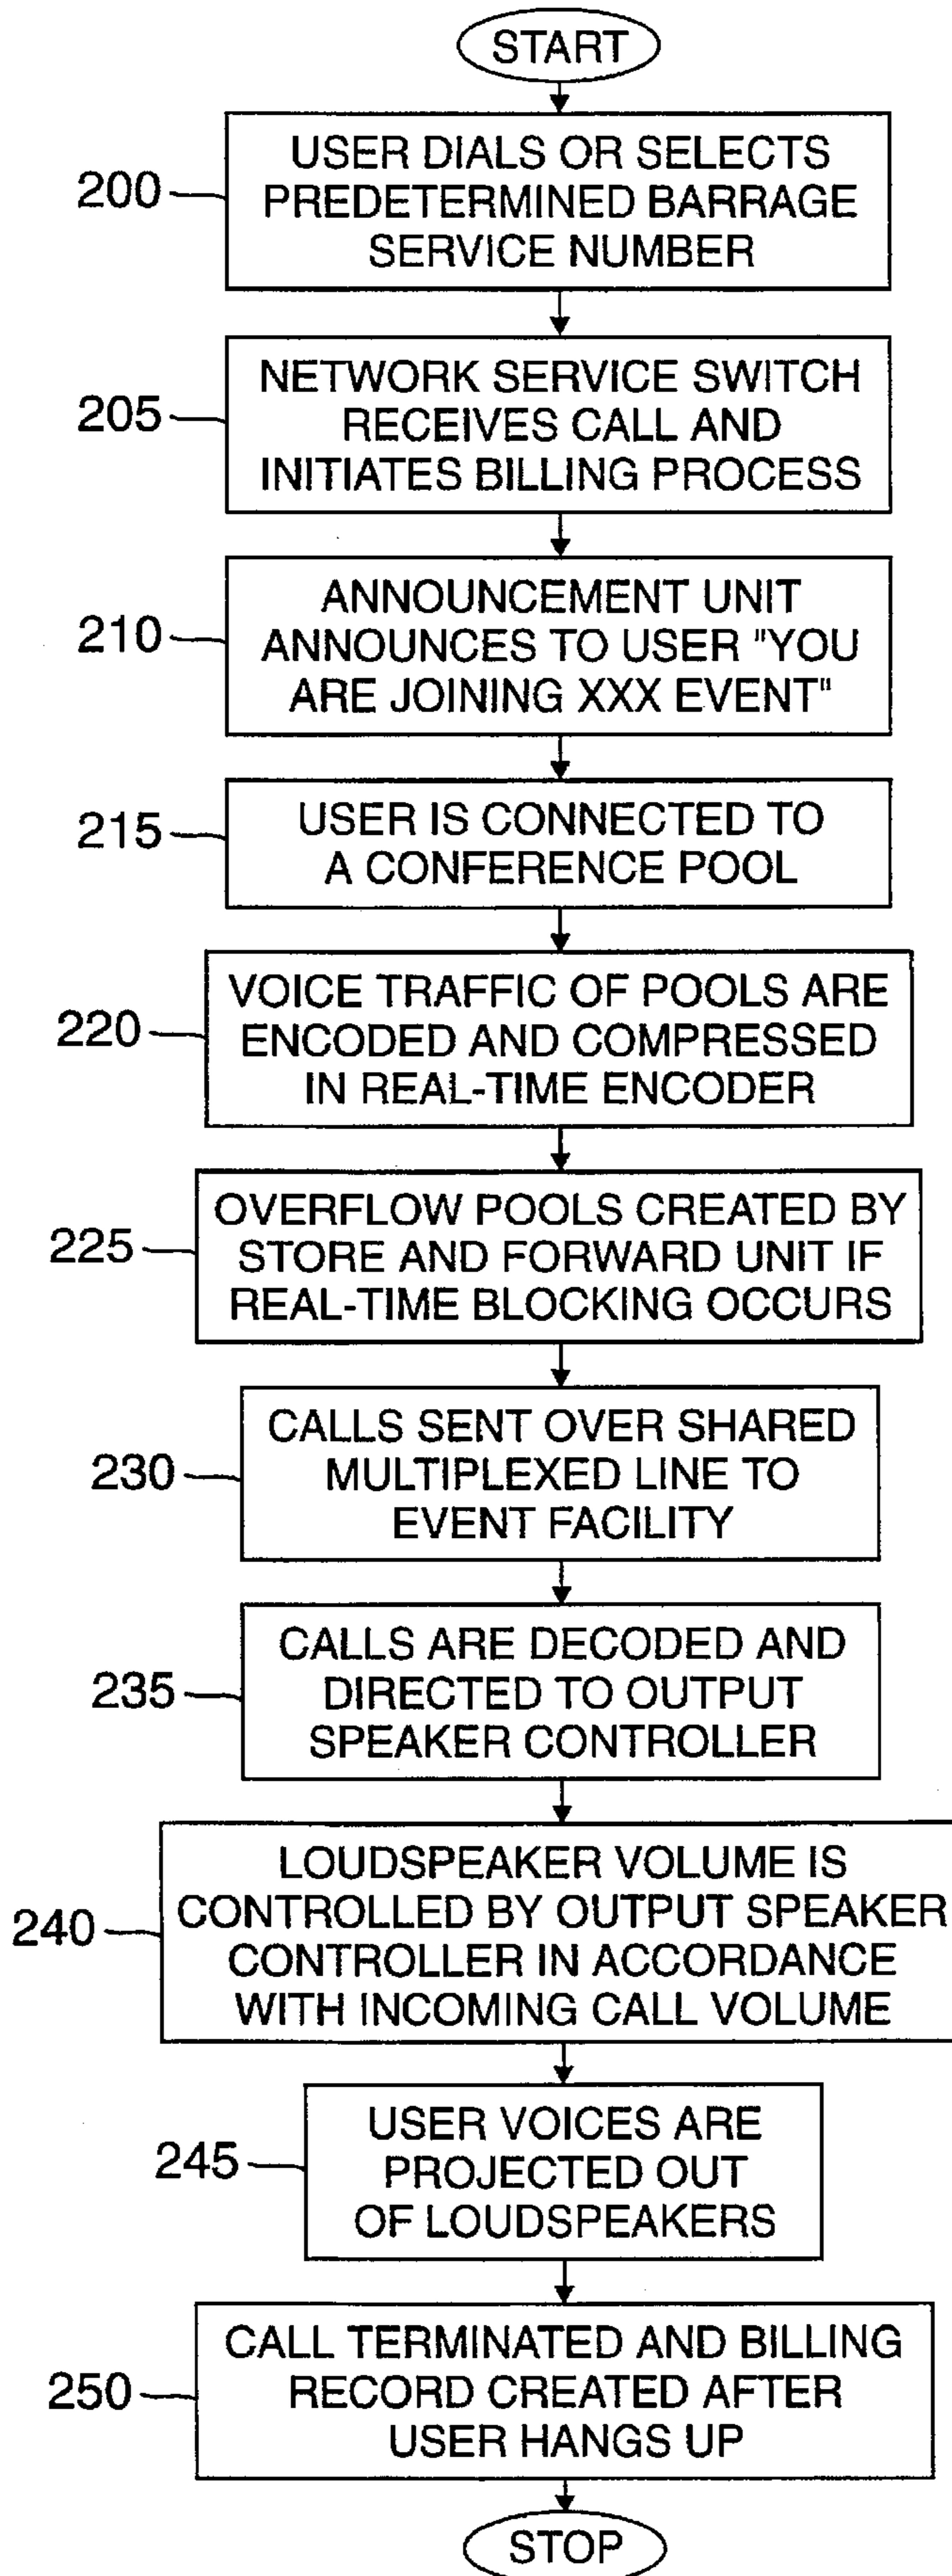 START
200
USER DIALS OR SELECTS
PREDETERMINED BARRAGE
SERVICE NUMBER
205
NETWORK SERVICE SWITCH
RECEIVES CALL AND
INITIATES BILLING PROCESS
210
ANNOUNCEMENT UNIT
ANNOUNCES TO USER "YOU
ARE JOINING XXX EVENT"
215
USER IS CONNECTED TO
A CONFERENCE POOL
220
VOICE TRAFFIC OF POOLS ARE
ENCODED AND COMPRESSED
IN REAL-TIME ENCODER
225
OVERFLOW POOLS CREATED BY
STORE AND FORWARD UNIT IF
REAL-TIME BLOCKING OCCURS
230
CALLS SENT OVER SHARED
MULTIPLEXED LINE TO
EVENT FACILITY
235
CALLS ARE DECODED AND
DIRECTED TO OUTPUT
SPEAKER CONTROLLER
240
LOUDSPEAKER VOLUME IS
CONTROLLED BY OUTPUT SPEAKER
CONTROLLER IN ACCORDANCE
WITH INCOMING CALL VOLUME
245
USER VOICES ARE
PROJECTED OUT
OF LOUDSPEAKERS
250
CALL TERMINATED AND BILLING
RECORD CREATED AFTER
USER HANGS UP
STOP